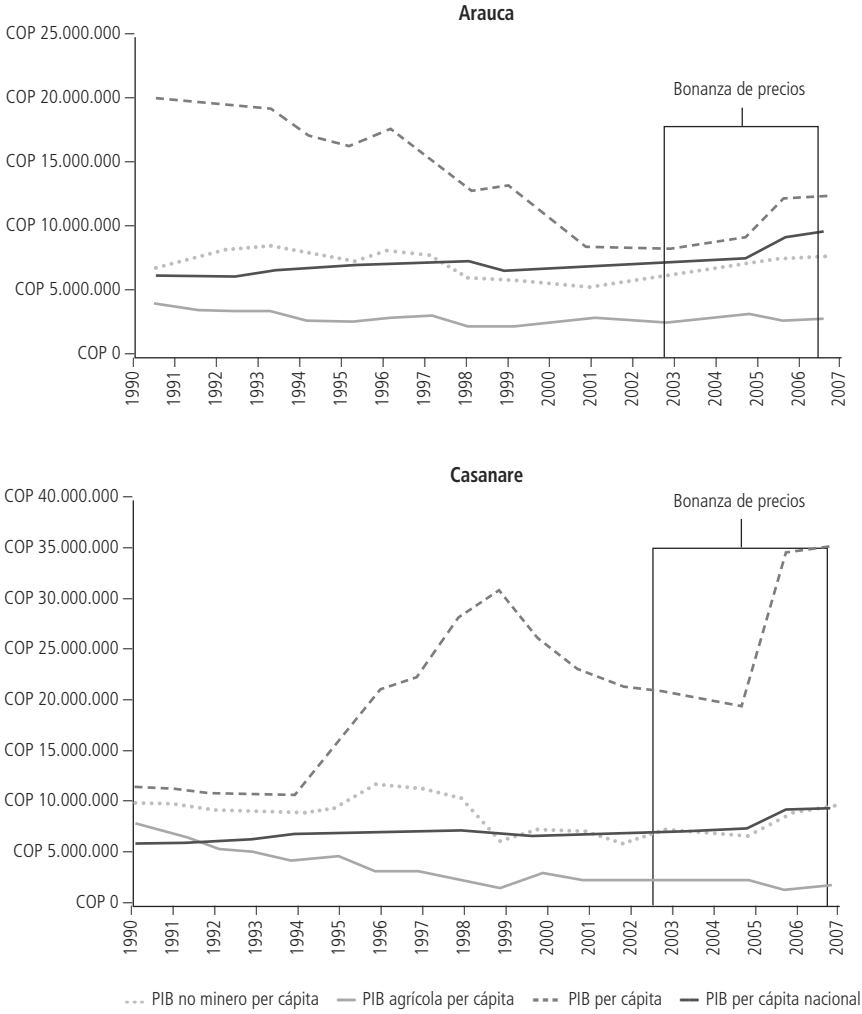 Arauca
COP 25.000.000
COP 20.000.000
COP 15.000.000
COP 10.000.000
COP 5.000.000
COP 0
Bonanza de precios
1990 1991 1992 1993 1994 1995 1996 1997 1998 1999 2000 2001 2002 2003 2004 2005 2006 2007
Casanare
COP 40.000.000
COP 35.000.000
COP 30.000.000
COP 25.000.000
COP 20.000.000
COP 15.000.000
COP 10.000.000
COP 5.000.000
COP 0
Bonanza de precios
1990 1991 1992 1993 1994 1995 1996 1997 1998 1999 2000 2001 2002 2003 2004 2005 2006 2007
PIB no minero per cápita PIB agrícola per cápita PIB per cápita PIB per cápita nacional